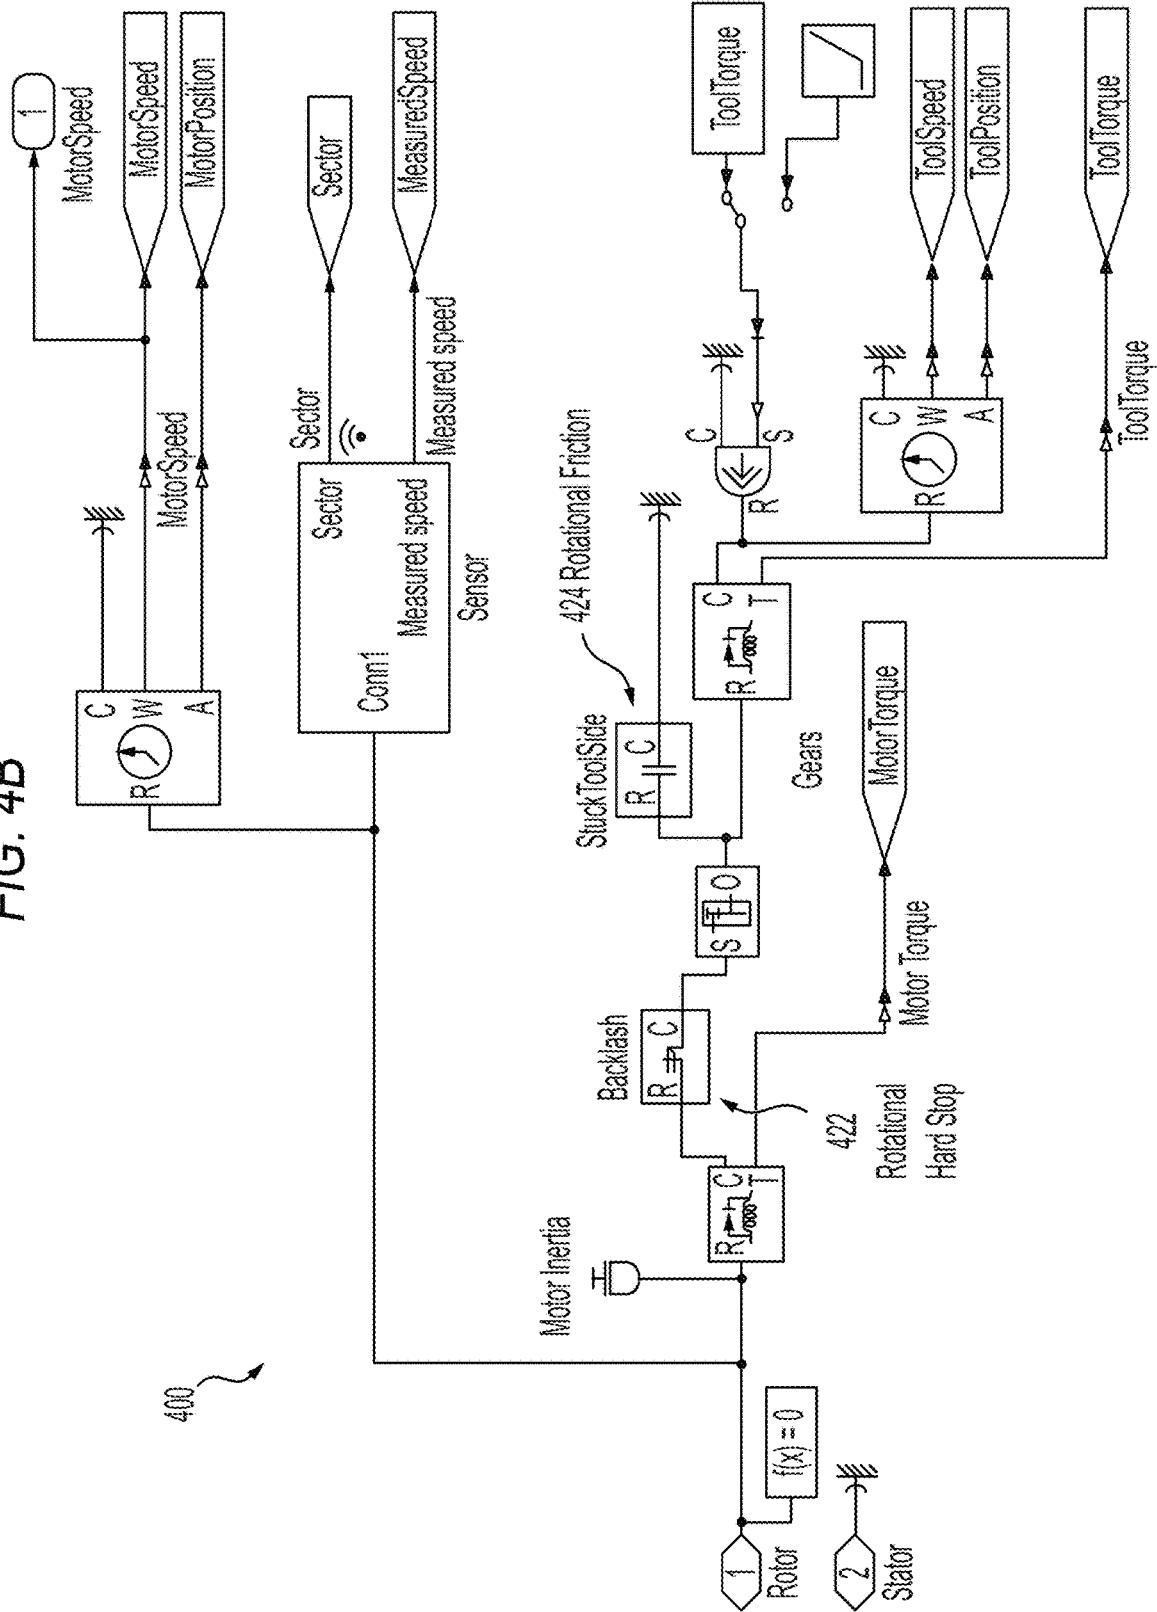 FIG. 4B
400
1
Rotor
2
Stator
f(x) = 0
Motor Inertia
R
C
T
Backlash
R C
422
Rotational
Hard Stop
S O
Motor Torque
MotorTorque
StuckToolSide
R C
424 Rotational Friction
Gears
R
C
T
R
C
S
ToolTorque
R
C
W
A
ToolSpeed
ToolPosition
ToolTorque
ToolTorque
R
C
W
A
MotorSpeed
1
MotorSpeed
MotorSpeed
MotorPosition
Conn1
Sector
Measured speed
Sensor
Sector
Measured speed
Sector
MeasuredSpeed